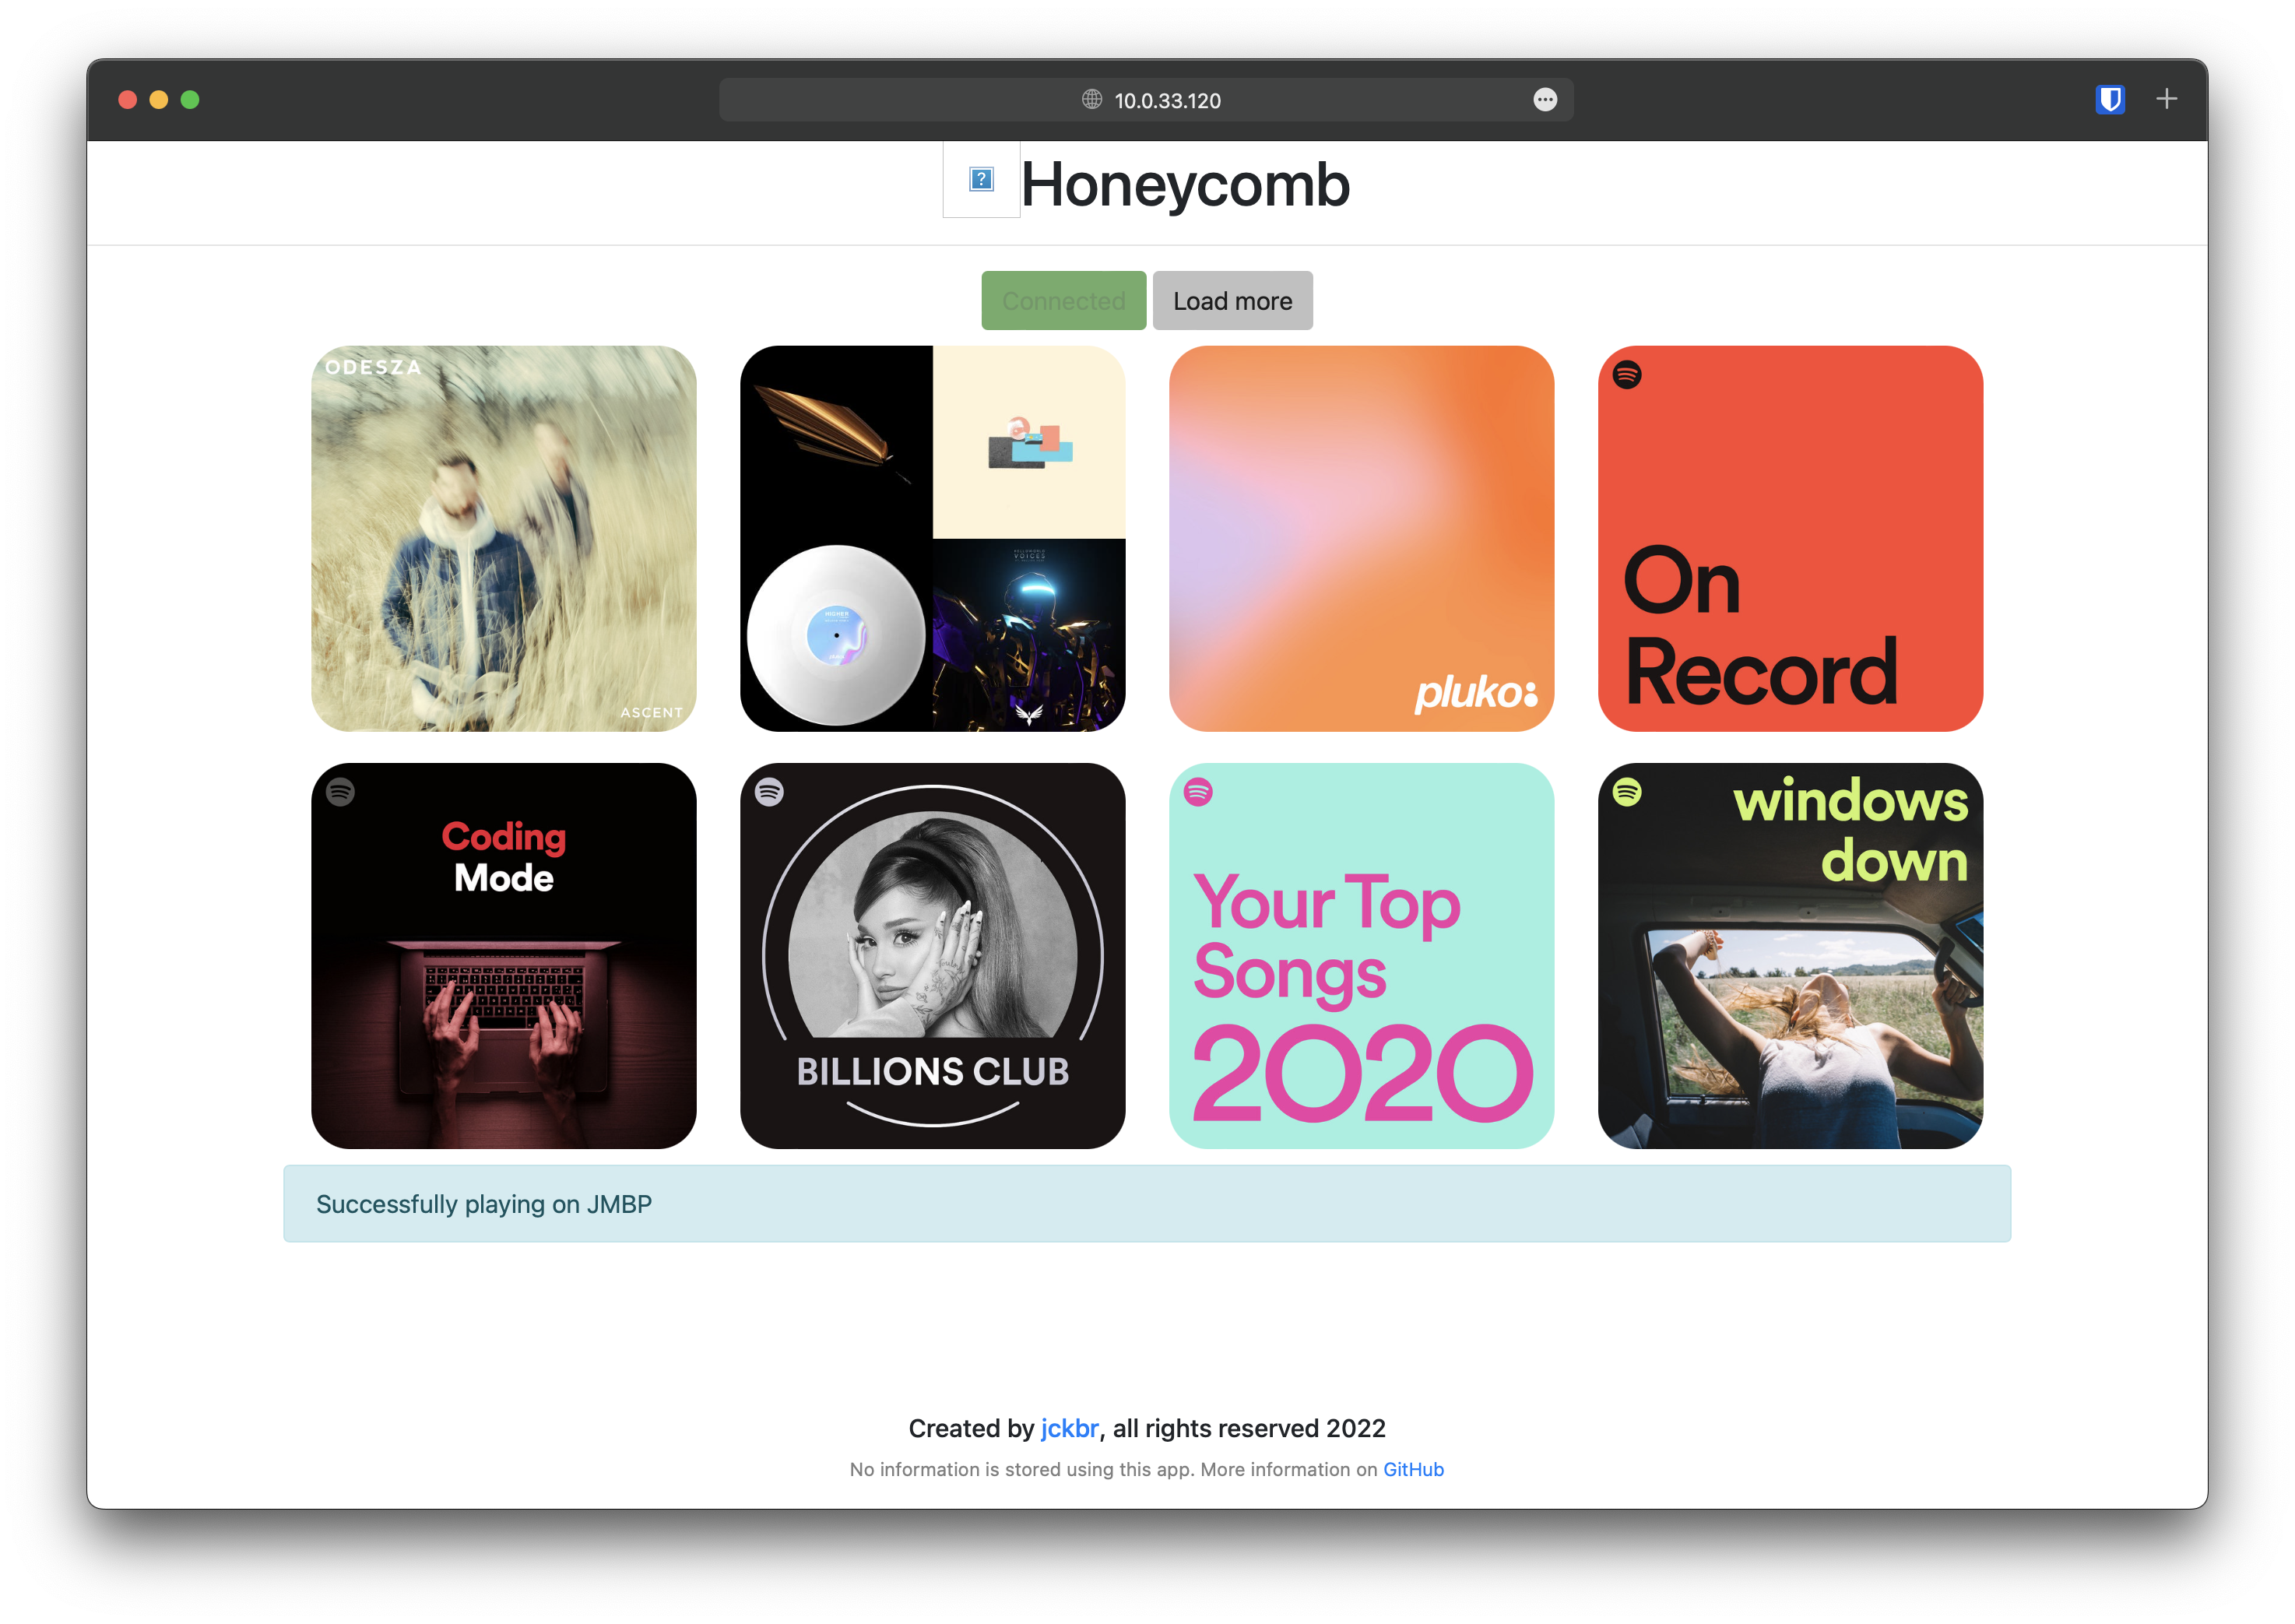 10.0.33.120
Honeycomb
Connected
Load more
ODESZA
ASCENT
VOICES
HIGHER
pluko:
On
Record
Coding
Mode
BILLIONS CLUB
Your Top
Songs
2020
windows
down
Successfully playing on JMBP
Created by jckbr, all rights reserved 2022
No information is stored using this app. More information on GitHub